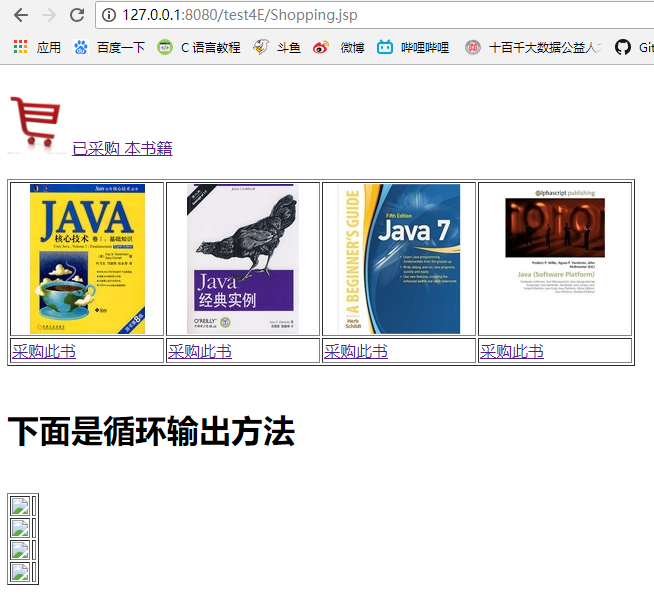 127.0.0.1:8080/test4E/Shopping.jsp
应用 百度一下 C 语言教程 斗鱼 微博 哔哩哔哩 十百千大数据公益人 Git
已采购 本书籍
JAVA
核心技术 卷I:基础知识
Java
经典实例
O'REILLY
A BEGINNER'S GUIDE
Fifth Edition
Java 7
Herb
Schildt
alphascript publishing
Java (Software Platform)
采购此书 采购此书 采购此书 采购此书
下面是循环输出方法